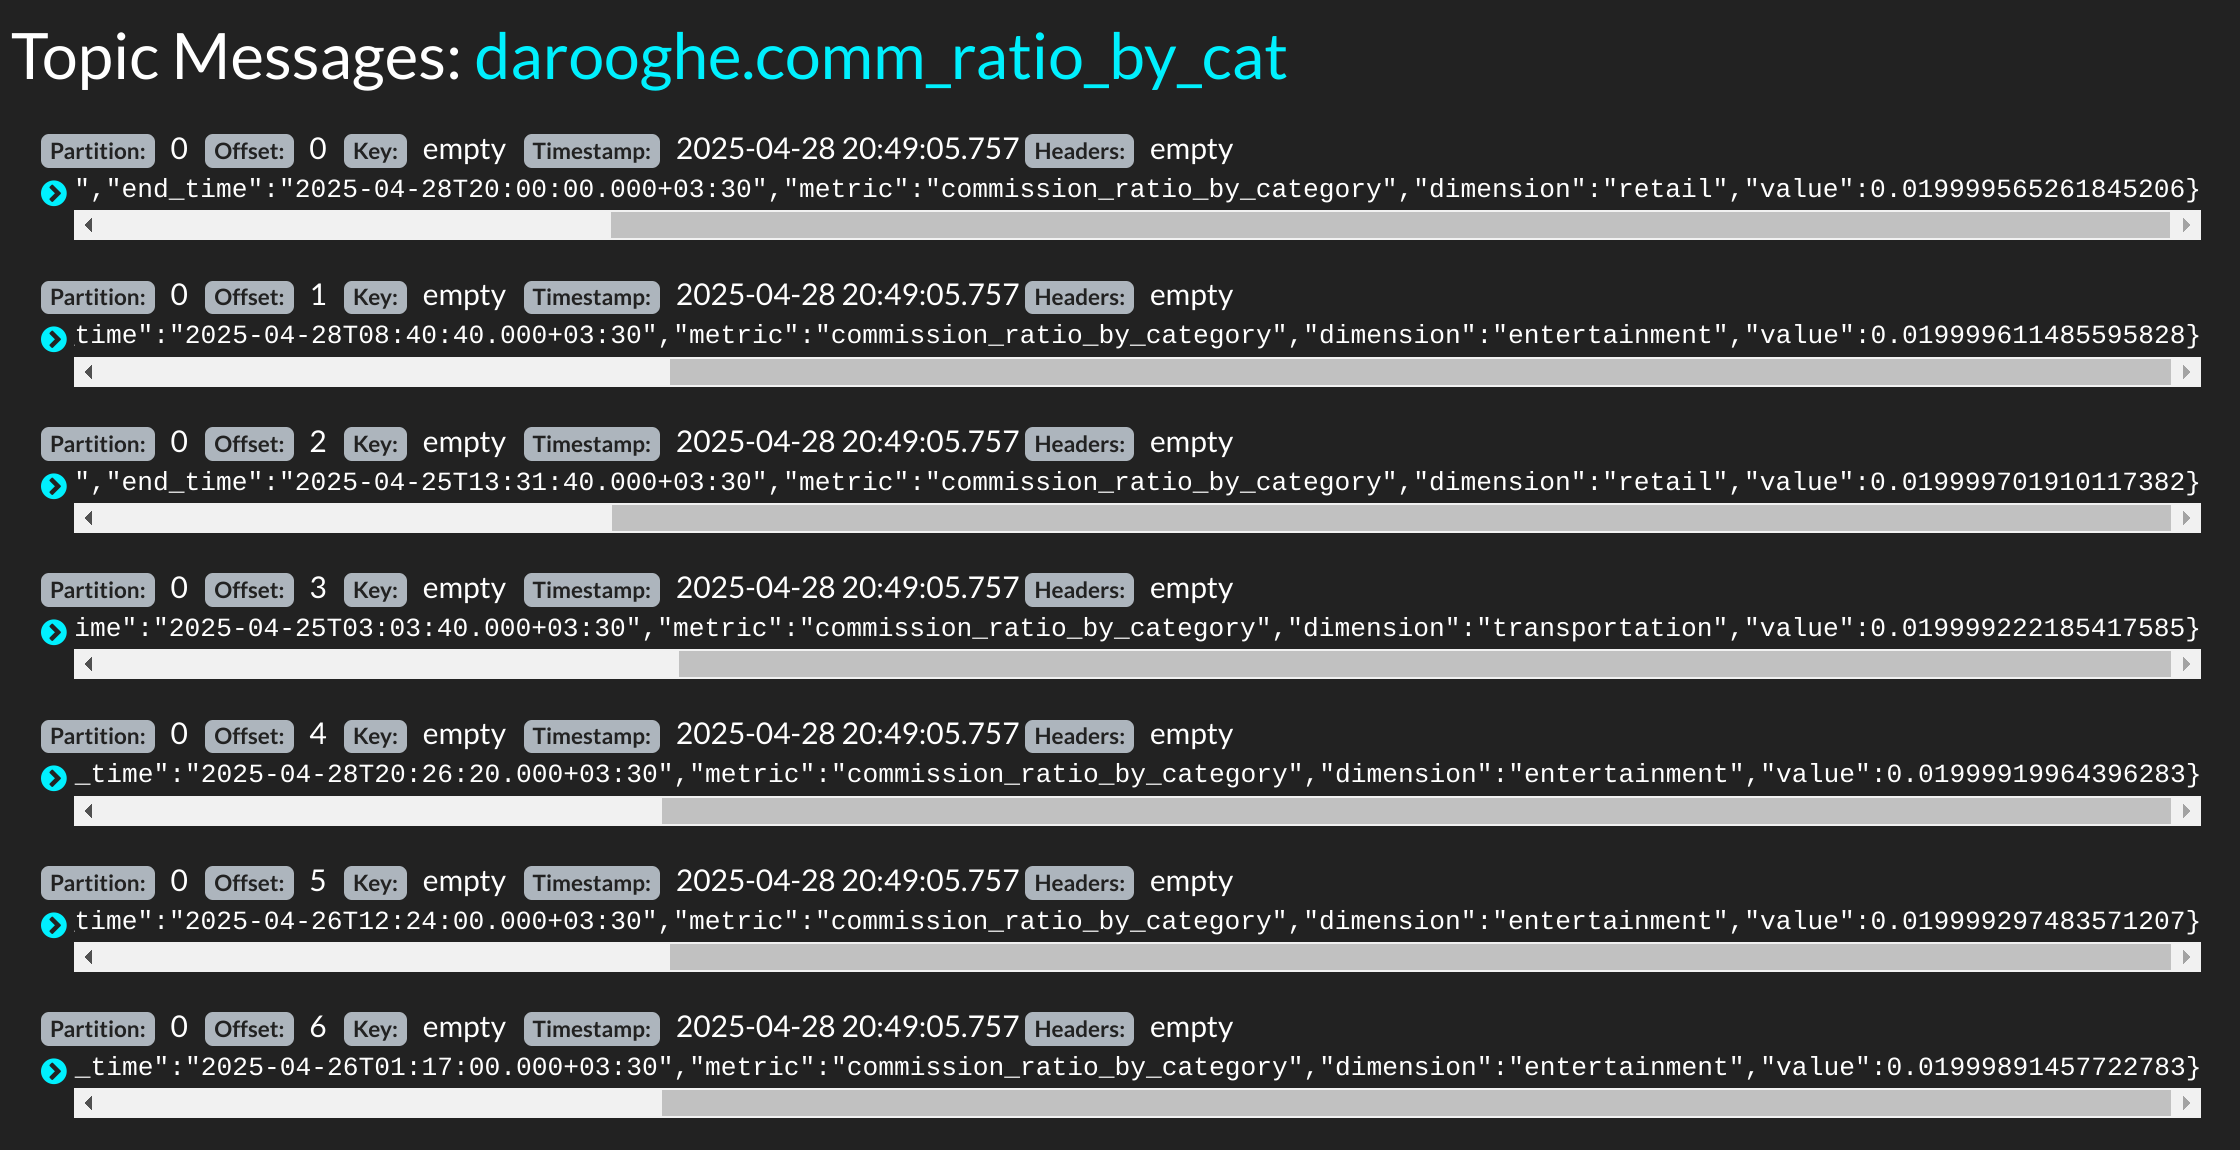 Topic Messages: darooghe.comm_ratio_by_cat
Partition: 0 Offset: 0 Key: empty Timestamp: 2025-04-28 20:49:05.757 Headers: empty
","end_time":"2025-04-28T20:00:00.000+03:30","metric":"commission_ratio_by_category","dimension":"retail","value":0.019999565261845206}
Partition: 0 Offset: 1 Key: empty Timestamp: 2025-04-28 20:49:05.757 Headers: empty
time":"2025-04-28T08:40:40.000+03:30","metric":"commission_ratio_by_category","dimension":"entertainment","value":0.019999611485595828}
Partition: 0 Offset: 2 Key: empty Timestamp: 2025-04-28 20:49:05.757 Headers: empty
","end_time":"2025-04-25T13:31:40.000+03:30","metric":"commission_ratio_by_category","dimension":"retail","value":0.019999701910117382}
Partition: 0 Offset: 3 Key: empty Timestamp: 2025-04-28 20:49:05.757 Headers: empty
ime":"2025-04-25T03:03:40.000+03:30","metric":"commission_ratio_by_category","dimension":"transportation","value":0.019999222185417585}
Partition: 0 Offset: 4 Key: empty Timestamp: 2025-04-28 20:49:05.757 Headers: empty
_time":"2025-04-28T20:26:20.000+03:30","metric":"commission_ratio_by_category","dimension":"entertainment","value":0.01999919964396283}
Partition: 0 Offset: 5 Key: empty Timestamp: 2025-04-28 20:49:05.757 Headers: empty
time":"2025-04-26T12:24:00.000+03:30","metric":"commission_ratio_by_category","dimension":"entertainment","value":0.019999297483571207}
Partition: 0 Offset: 6 Key: empty Timestamp: 2025-04-28 20:49:05.757 Headers: empty
_time":"2025-04-26T01:17:00.000+03:30","metric":"commission_ratio_by_category","dimension":"entertainment","value":0.01999891457722783}